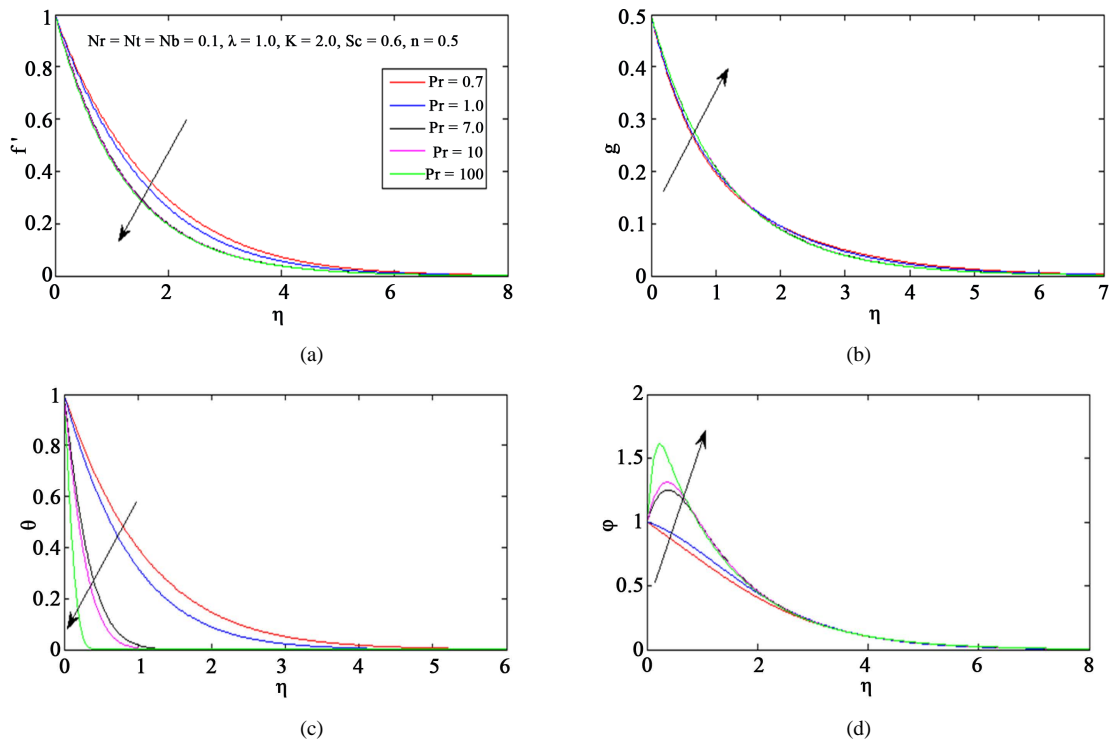 1
0.8
0.6
0.4
0.2
0
f '
Nr = Nt = Nb = 0.1, λ = 1.0, K = 2.0, Sc = 0.6, n = 0.5
Pr = 0.7
Pr = 1.0
Pr = 7.0
Pr = 10
Pr = 100
0 2 4 6 8
η
(a)
0.5
0.4
0.3
0.2
0.1
0
g
0 1 2 3 4 5 6 7
η
(b)
1
0.8
0.6
0.4
0.2
0
θ
0 1 2 3 4 5 6
η
(c)
2
1.5
1
0.5
0
φ
0 2 4 6 8
η
(d)